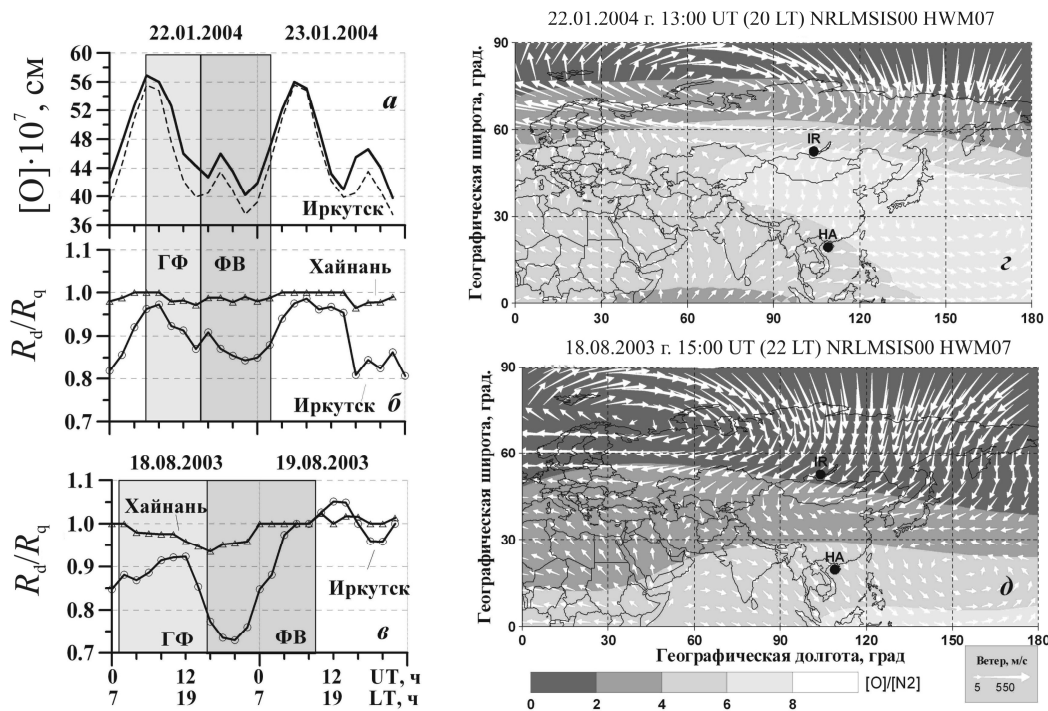 22.01.2004 23.01.2004
60
56
52
48
44
40
36
[O]·10⁷, см
а
Иркутск
1.1
1.0
0.9
0.8
0.7
Rd/Rq
ГФ ФВ
Хайнань
Иркутск
б
18.08.2003 19.08.2003
1.1
1.0
0.9
0.8
0.7
Rd/Rq
Хайнань
Иркутск
ГФ ФВ
в
0 12 0 12 UT, ч
7 19 7 19 LT, ч
22.01.2004 г. 13:00 UT (20 LT) NRLMSIS00 HWM07
Географическая широта, град.
90
60
30
0
IR
HA
г
0 30 60 90 120 150 180
18.08.2003 г. 15:00 UT (22 LT) NRLMSIS00 HWM07
Географическая широта, град.
90
60
30
0
IR
HA
д
0 30 60 90 120 150 180
Географическая долгота, град
[O]/[N2]
0 2 4 6 8
Ветер, м/с
5 550